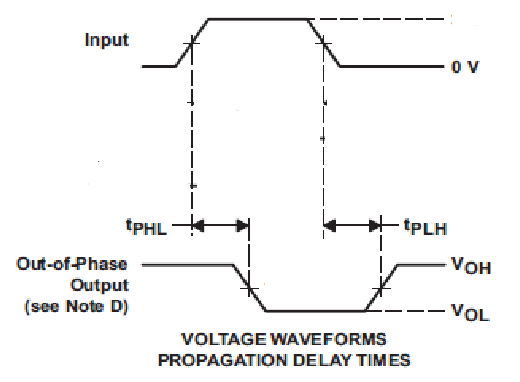 Input
0 V
tPHL
tPLH
Out-of-Phase
Output
(see Note D)
VOH
VOL
VOLTAGE WAVEFORMS
PROPAGATION DELAY TIMES